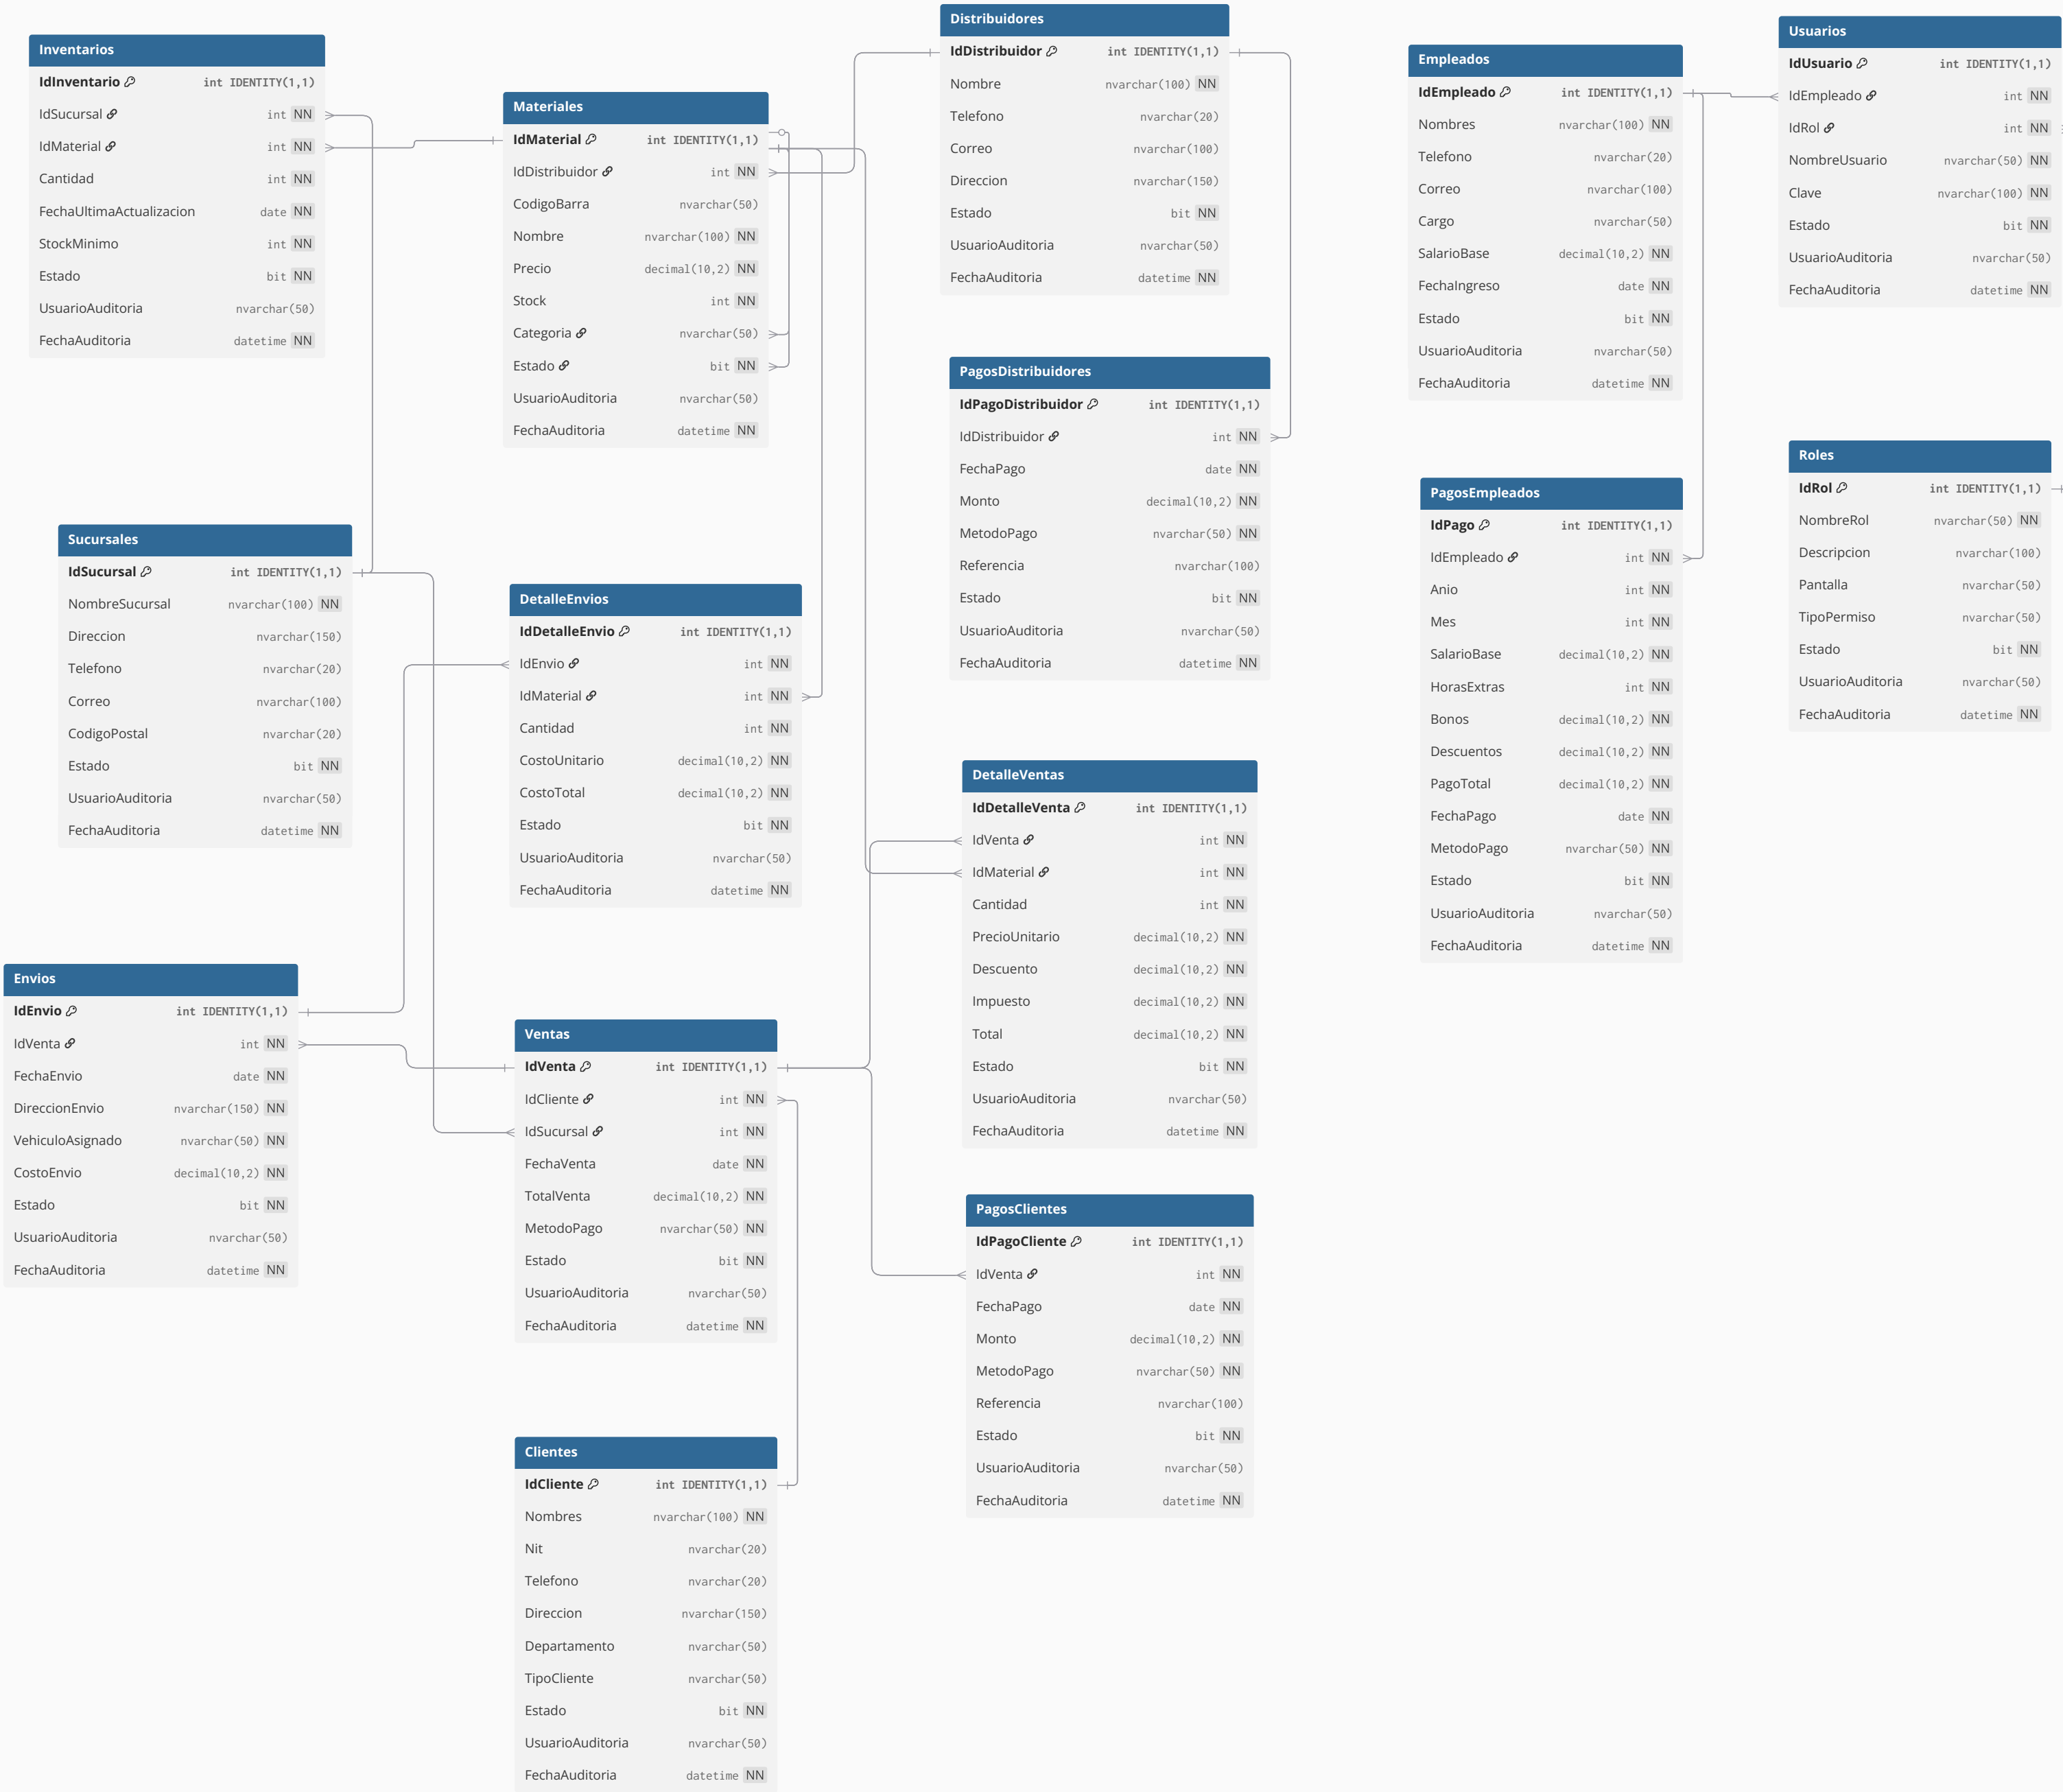 Inventarios
IdInventario int IDENTITY(1,1)
IdSucursal int NN
IdMaterial int NN
Cantidad int NN
FechaUltimaActualizacion date NN
StockMinimo int NN
Estado bit NN
UsuarioAuditoria nvarchar(50)
FechaAuditoria datetime NN
Materiales
IdMaterial int IDENTITY(1,1)
IdDistribuidor int NN
CodigoBarra nvarchar(50)
Nombre nvarchar(100) NN
Precio decimal(10,2) NN
Stock int NN
Categoria nvarchar(50)
Estado bit NN
UsuarioAuditoria nvarchar(50)
FechaAuditoria datetime NN
Distribuidores
IdDistribuidor int IDENTITY(1,1)
Nombre nvarchar(100) NN
Telefono nvarchar(20)
Correo nvarchar(100)
Direccion nvarchar(150)
Estado bit NN
UsuarioAuditoria nvarchar(50)
FechaAuditoria datetime NN
Empleados
IdEmpleado int IDENTITY(1,1)
Nombres nvarchar(100) NN
Telefono nvarchar(20)
Correo nvarchar(100)
Cargo nvarchar(50)
SalarioBase decimal(10,2) NN
FechaIngreso date NN
Estado bit NN
UsuarioAuditoria nvarchar(50)
FechaAuditoria datetime NN
Usuarios
IdUsuario int IDENTITY(1,1)
IdEmpleado int NN
IdRol int NN
NombreUsuario nvarchar(50) NN
Clave nvarchar(100) NN
Estado bit NN
UsuarioAuditoria nvarchar(50)
FechaAuditoria datetime NN
PagosDistribuidores
IdPagoDistribuidor int IDENTITY(1,1)
IdDistribuidor int NN
FechaPago date NN
Monto decimal(10,2) NN
MetodoPago nvarchar(50) NN
Referencia nvarchar(100)
Estado bit NN
UsuarioAuditoria nvarchar(50)
FechaAuditoria datetime NN
Roles
IdRol int IDENTITY(1,1)
NombreRol nvarchar(50) NN
Descripcion nvarchar(100)
Pantalla nvarchar(50)
TipoPermiso nvarchar(50)
Estado bit NN
UsuarioAuditoria nvarchar(50)
FechaAuditoria datetime NN
PagosEmpleados
IdPago int IDENTITY(1,1)
IdEmpleado int NN
Anio int NN
Mes int NN
SalarioBase decimal(10,2) NN
HorasExtras int NN
Bonos decimal(10,2) NN
Descuentos decimal(10,2) NN
PagoTotal decimal(10,2) NN
FechaPago date NN
MetodoPago nvarchar(50) NN
Estado bit NN
UsuarioAuditoria nvarchar(50)
FechaAuditoria datetime NN
Sucursales
IdSucursal int IDENTITY(1,1)
NombreSucursal nvarchar(100) NN
Direccion nvarchar(150)
Telefono nvarchar(20)
Correo nvarchar(100)
CodigoPostal nvarchar(20)
Estado bit NN
UsuarioAuditoria nvarchar(50)
FechaAuditoria datetime NN
DetalleEnvios
IdDetalleEnvio int IDENTITY(1,1)
IdEnvio int NN
IdMaterial int NN
Cantidad int NN
CostoUnitario decimal(10,2) NN
CostoTotal decimal(10,2) NN
Estado bit NN
UsuarioAuditoria nvarchar(50)
FechaAuditoria datetime NN
DetalleVentas
IdDetalleVenta int IDENTITY(1,1)
IdVenta int NN
IdMaterial int NN
Cantidad int NN
PrecioUnitario decimal(10,2) NN
Descuento decimal(10,2) NN
Impuesto decimal(10,2) NN
Total decimal(10,2) NN
Estado bit NN
UsuarioAuditoria nvarchar(50)
FechaAuditoria datetime NN
Envios
IdEnvio int IDENTITY(1,1)
IdVenta int NN
FechaEnvio date NN
DireccionEnvio nvarchar(150) NN
VehiculoAsignado nvarchar(50) NN
CostoEnvio decimal(10,2) NN
Estado bit NN
UsuarioAuditoria nvarchar(50)
FechaAuditoria datetime NN
Ventas
IdVenta int IDENTITY(1,1)
IdCliente int NN
IdSucursal int NN
FechaVenta date NN
TotalVenta decimal(10,2) NN
MetodoPago nvarchar(50) NN
Estado bit NN
UsuarioAuditoria nvarchar(50)
FechaAuditoria datetime NN
PagosClientes
IdPagoCliente int IDENTITY(1,1)
IdVenta int NN
FechaPago date NN
Monto decimal(10,2) NN
MetodoPago nvarchar(50) NN
Referencia nvarchar(100)
Estado bit NN
UsuarioAuditoria nvarchar(50)
FechaAuditoria datetime NN
Clientes
IdCliente int IDENTITY(1,1)
Nombres nvarchar(100) NN
Nit nvarchar(20)
Telefono nvarchar(20)
Direccion nvarchar(150)
Departamento nvarchar(50)
TipoCliente nvarchar(50)
Estado bit NN
UsuarioAuditoria nvarchar(50)
FechaAuditoria datetime NN